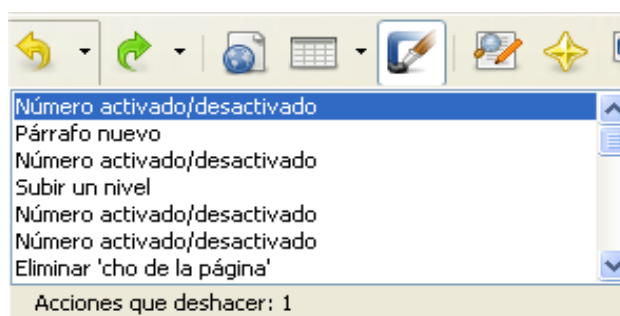 Número activado/desactivado
Párrafo nuevo
Número activado/desactivado
Subir un nivel
Número activado/desactivado
Número activado/desactivado
Eliminar 'cho de la página'
Acciones que deshacer: 1